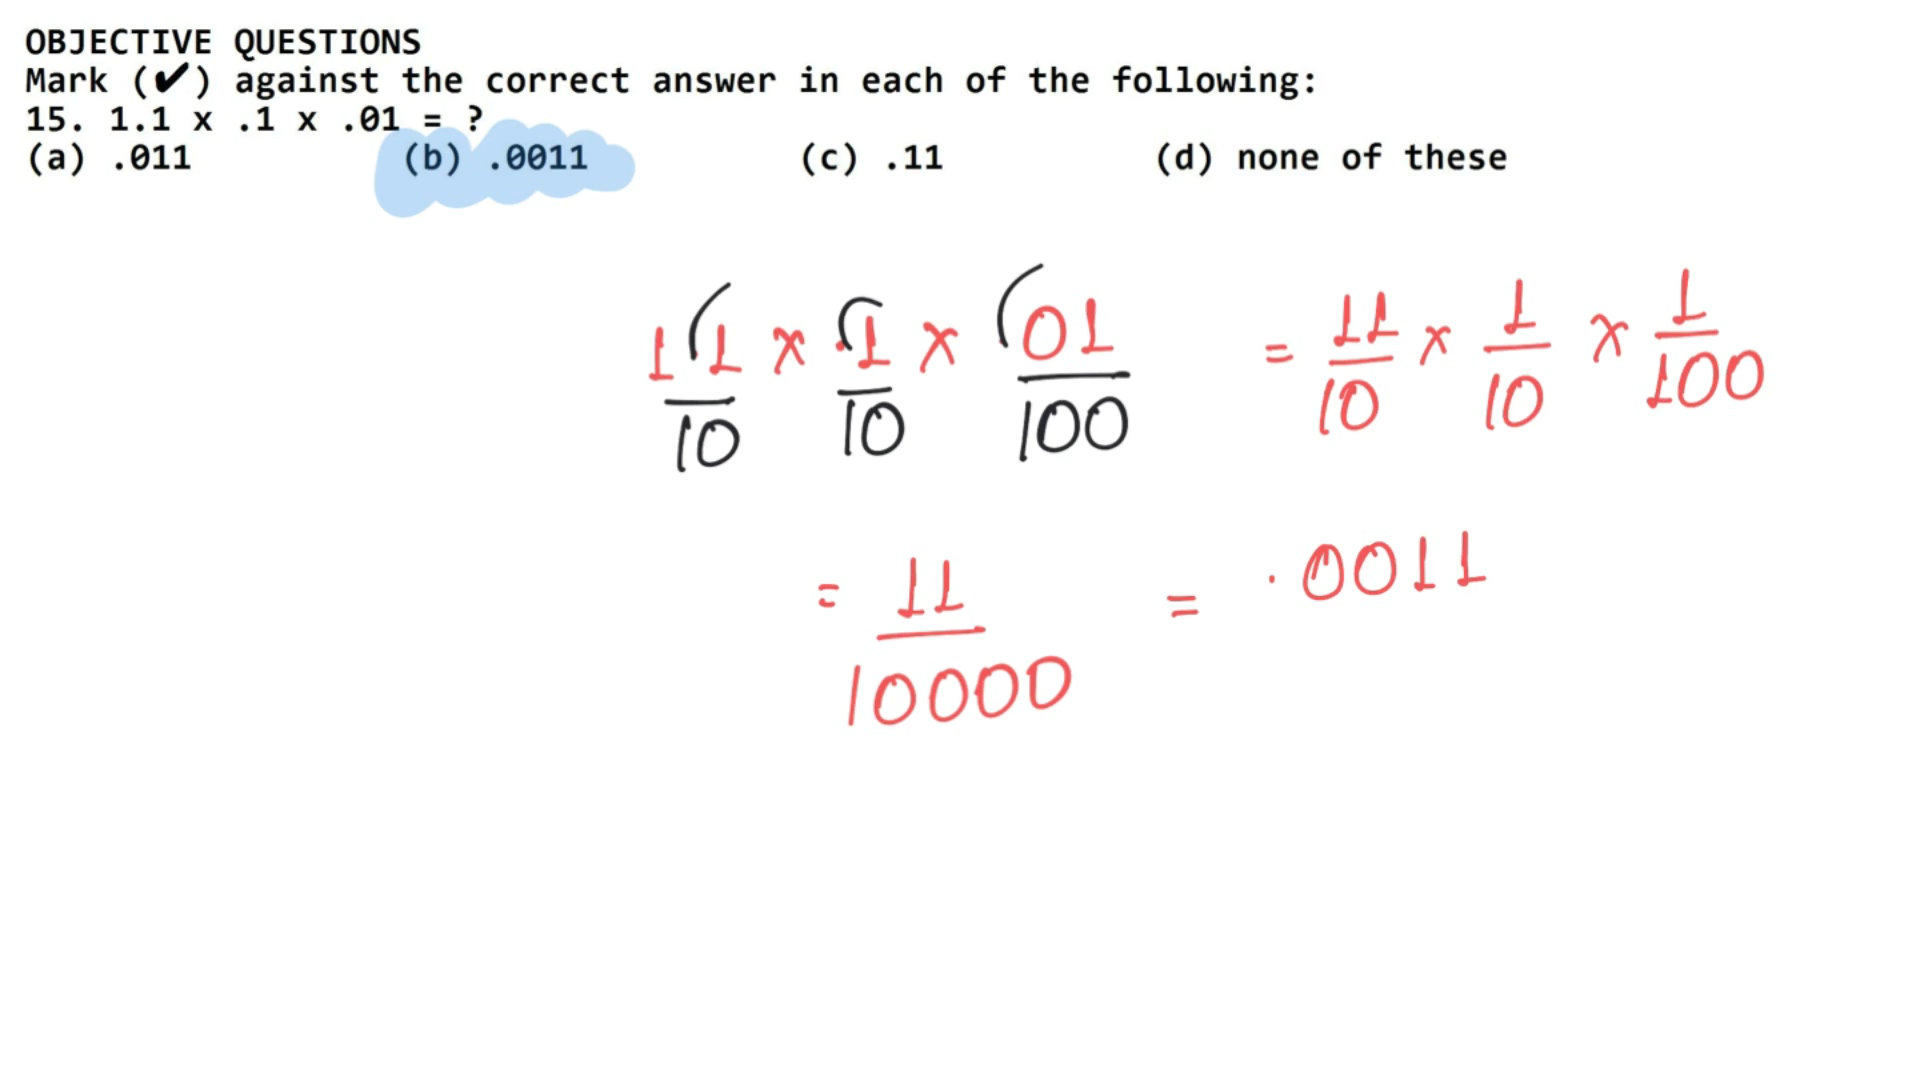 OBJECTIVE QUESTIONS
Mark (✔) against the correct answer in each of the following:
15. 1.1 x .1 x .01 = ?
(a) .011 (b) .0011 (c) .11 (d) none of these
11/10 x .1/10 x 01/100 = 11/10 x 1/10 x 1/100
= 11/10000 = .0011